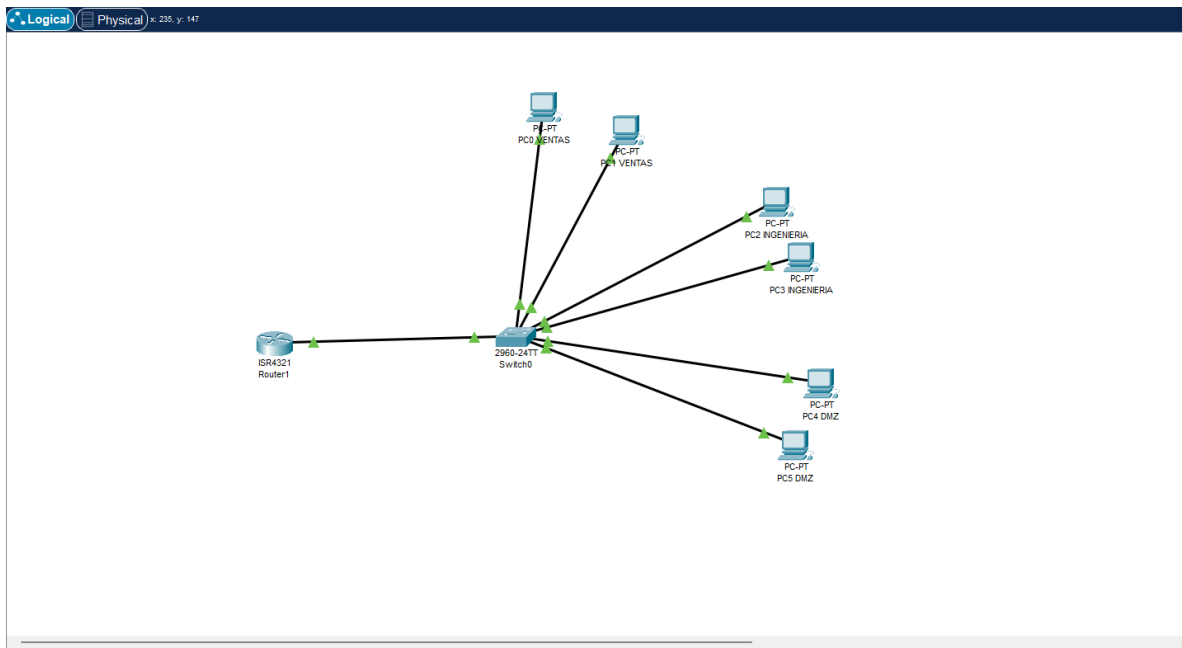 Logical Physical x: 235, y: 147
PC-PT
PC0 VENTAS
PC-PT
PC1 VENTAS
PC-PT
PC2 INGENIERIA
PC-PT
PC3 INGENIERIA
2960-24TT
Switch0
ISR4321
Router1
PC-PT
PC4 DMZ
PC-PT
PC5 DMZ